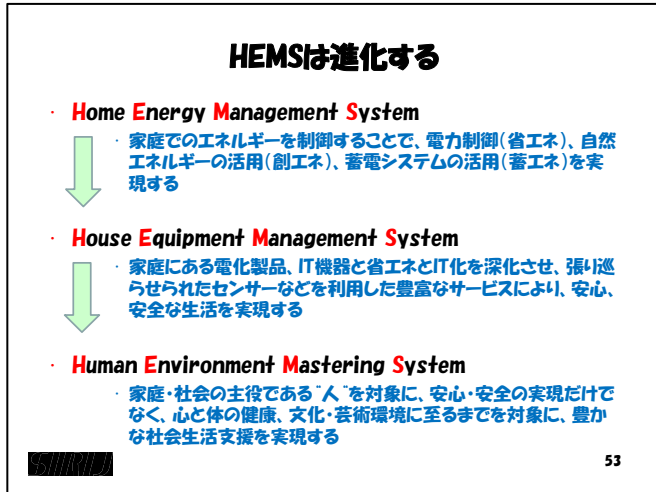 HEMSは進化する
・ Home Energy Management System
・ 家庭でのエネルギーを制御することで、電力制御(省エネ)、自然
エネルギーの活用(創エネ)、蓄電システムの活用(蓄エネ)を実
現する
・ House Equipment Management System
・ 家庭にある電化製品、IT機器と省エネとIT化を深化させ、張り巡
らせられたセンサーなどを利用した豊富なサービスにより、安心、
安全な生活を実現する
・ Human Environment Mastering System
・ 家庭・社会の主役である“人”を対象に、安心・安全の実現だけで
なく、心と体の健康、文化・芸術環境に至るまでを対象に、豊か
な社会生活支援を実現する
53